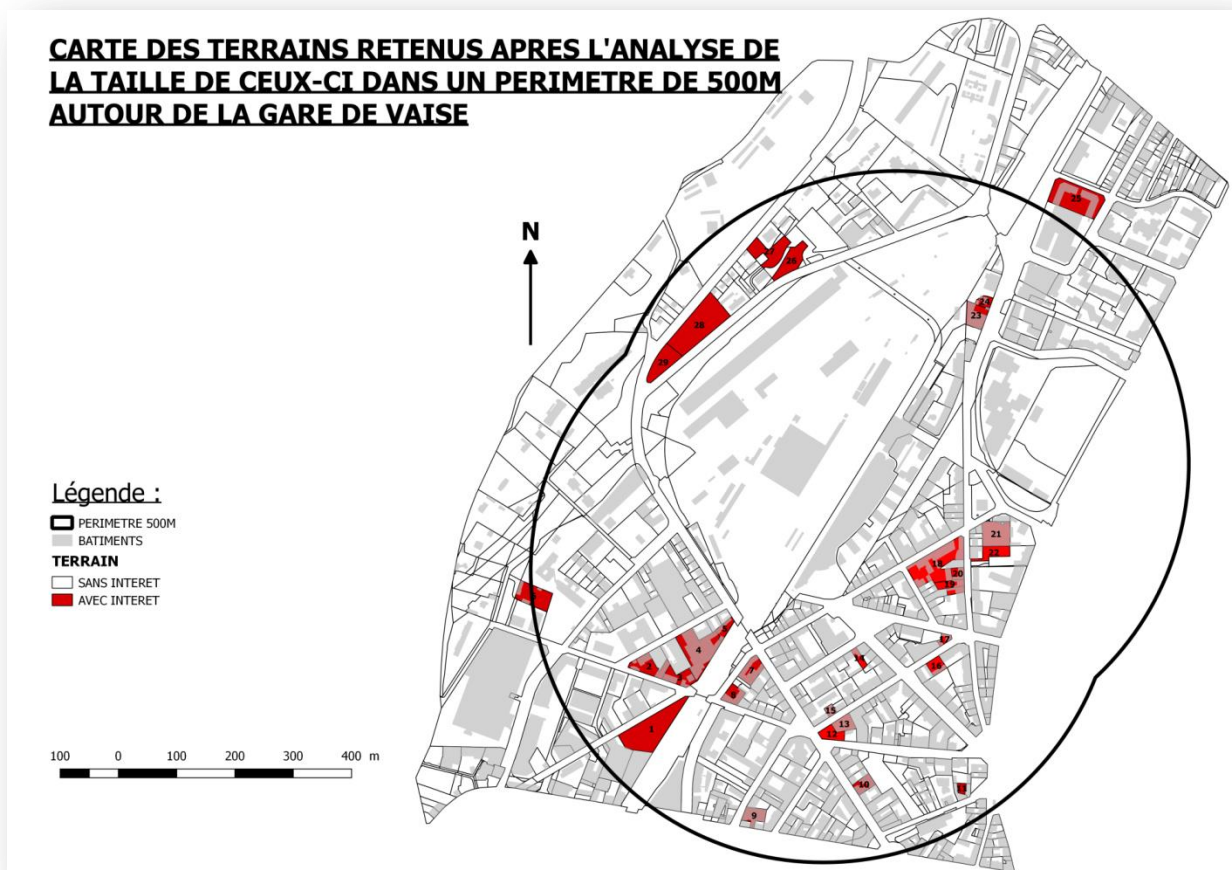 CARTE DES TERRAINS RETENUS APRES L'ANALYSE DE
LA TAILLE DE CEUX-CI DANS UN PERIMETRE DE 500M
AUTOUR DE LA GARE DE VAISE
N
25
27
26
24
23
28
29
21
22
18
20
19
17
16
14
5
4
2
3
7
8
1
15
13
12
10
11
9
Légende :
PERIMETRE 500M
BATIMENTS
TERRAIN
SANS INTERET
AVEC INTERET
100 0 100 200 300 400 m